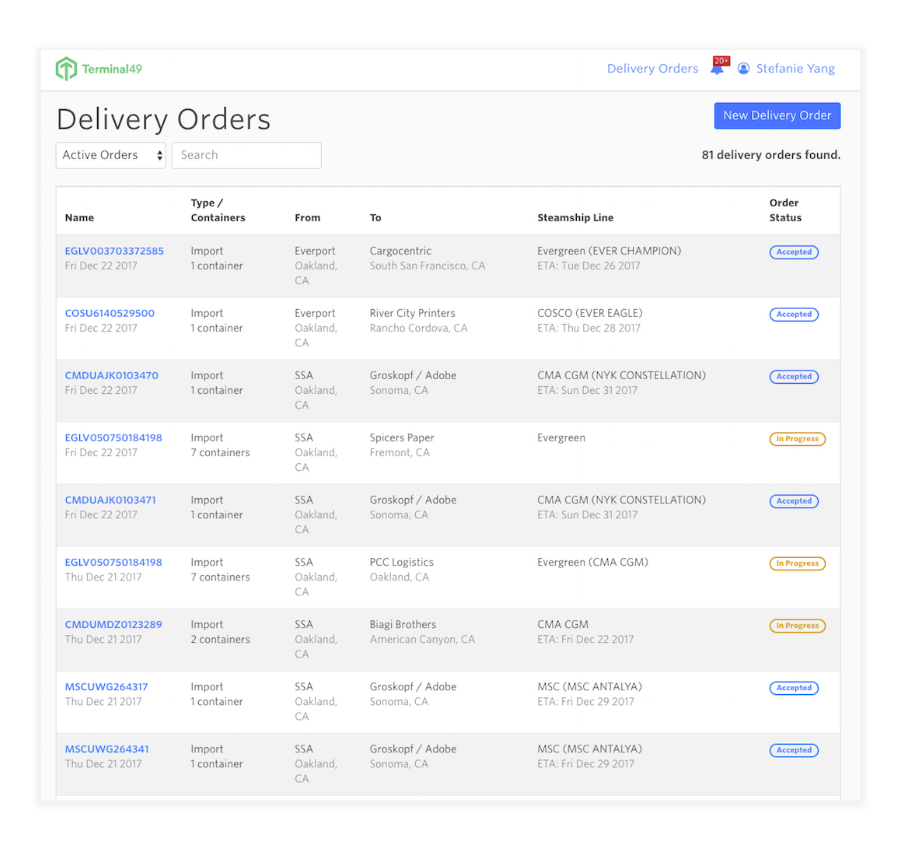 Terminal49 Delivery Orders 20+ Stefanie Yang
Delivery Orders New Delivery Order
Active Orders Search 81 delivery orders found.
Type / Order
Name Containers From To Steamship Line Status
EGLV003703372585 Import Everport Cargocentric Evergreen (EVER CHAMPION) Accepted
Fri Dec 22 2017 1 container Oakland, South San Francisco, CA ETA: Tue Dec 26 2017
CA
COSU6140529500 Import Everport River City Printers COSCO (EVER EAGLE) Accepted
Fri Dec 22 2017 1 container Oakland, Rancho Cordova, CA ETA: Thu Dec 28 2017
CA
CMDUAJK0103470 Import SSA Groskopf / Adobe CMA CGM (NYK CONSTELLATION) Accepted
Fri Dec 22 2017 1 container Oakland, Sonoma, CA ETA: Sun Dec 31 2017
CA
EGLV050750184198 Import SSA Spicers Paper Evergreen In Progress
Fri Dec 22 2017 7 containers Oakland, Fremont, CA
CA
CMDUAJK0103471 Import SSA Groskopf / Adobe CMA CGM (NYK CONSTELLATION) Accepted
Fri Dec 22 2017 1 container Oakland, Sonoma, CA ETA: Sun Dec 31 2017
CA
EGLV050750184198 Import SSA PCC Logistics Evergreen (CMA CGM) In Progress
Thu Dec 21 2017 7 containers Oakland, Oakland, CA
CA
CMDUMDZ0123289 Import SSA Biagi Brothers CMA CGM In Progress
Thu Dec 21 2017 2 containers Oakland, American Canyon, CA ETA: Fri Dec 22 2017
CA
MSCUWG264317 Import SSA Groskopf / Adobe MSC (MSC ANTALYA) Accepted
Thu Dec 21 2017 1 container Oakland, Sonoma, CA ETA: Fri Dec 29 2017
CA
MSCUWG264341 Import SSA Groskopf / Adobe MSC (MSC ANTALYA) Accepted
Thu Dec 21 2017 1 container Oakland, Sonoma, CA ETA: Fri Dec 29 2017
CA